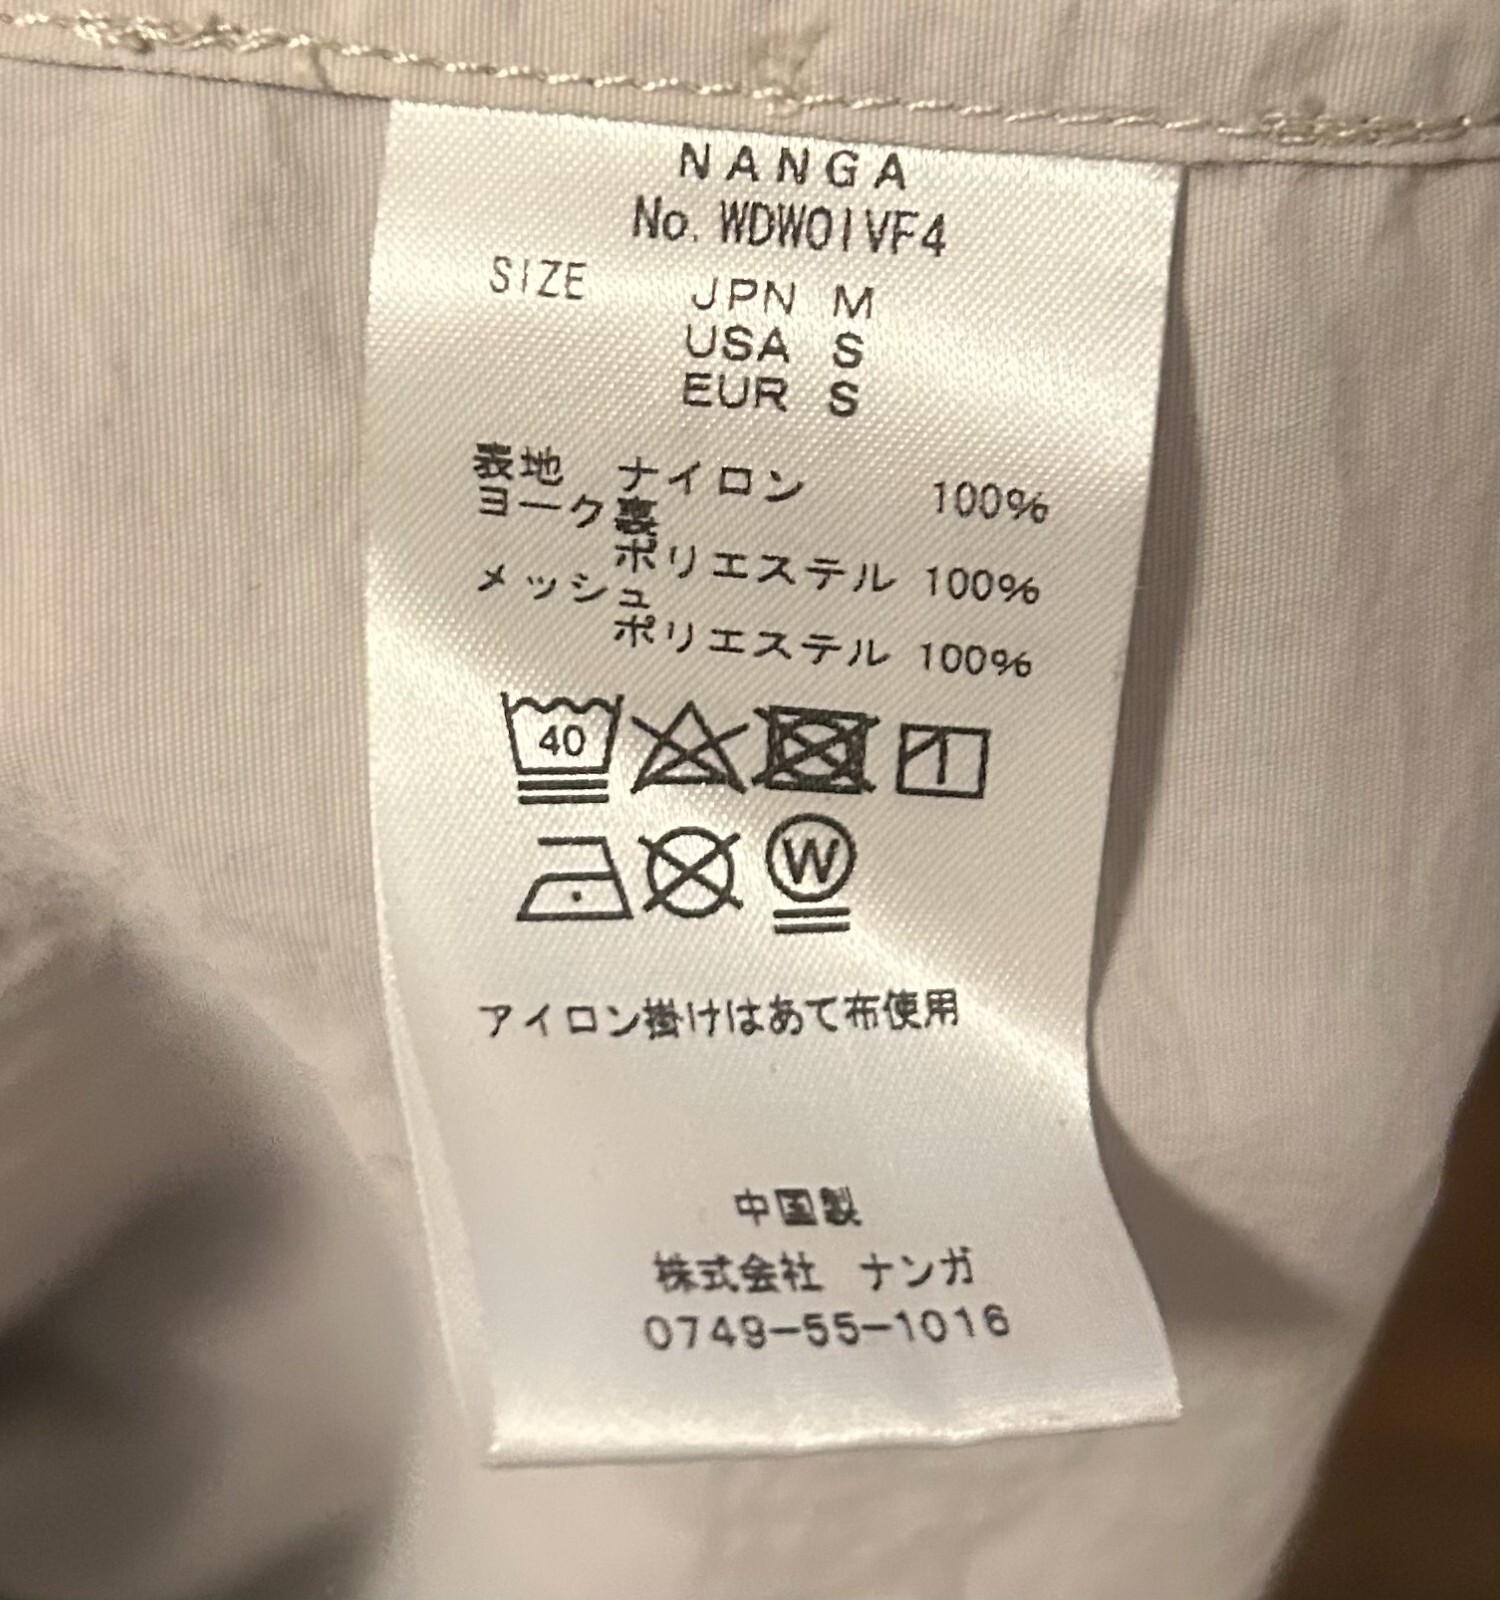 NANGA
No. WDW01VF4
SIZE JPN M
USA S
EUR S
表地 ナイロン 100%
ヨーク裏
ポリエステル 100%
メッシュ
ポリエステル 100%
40
W
アイロン掛けはあて布使用
中国製
株式会社 ナンガ
0749-55-1016